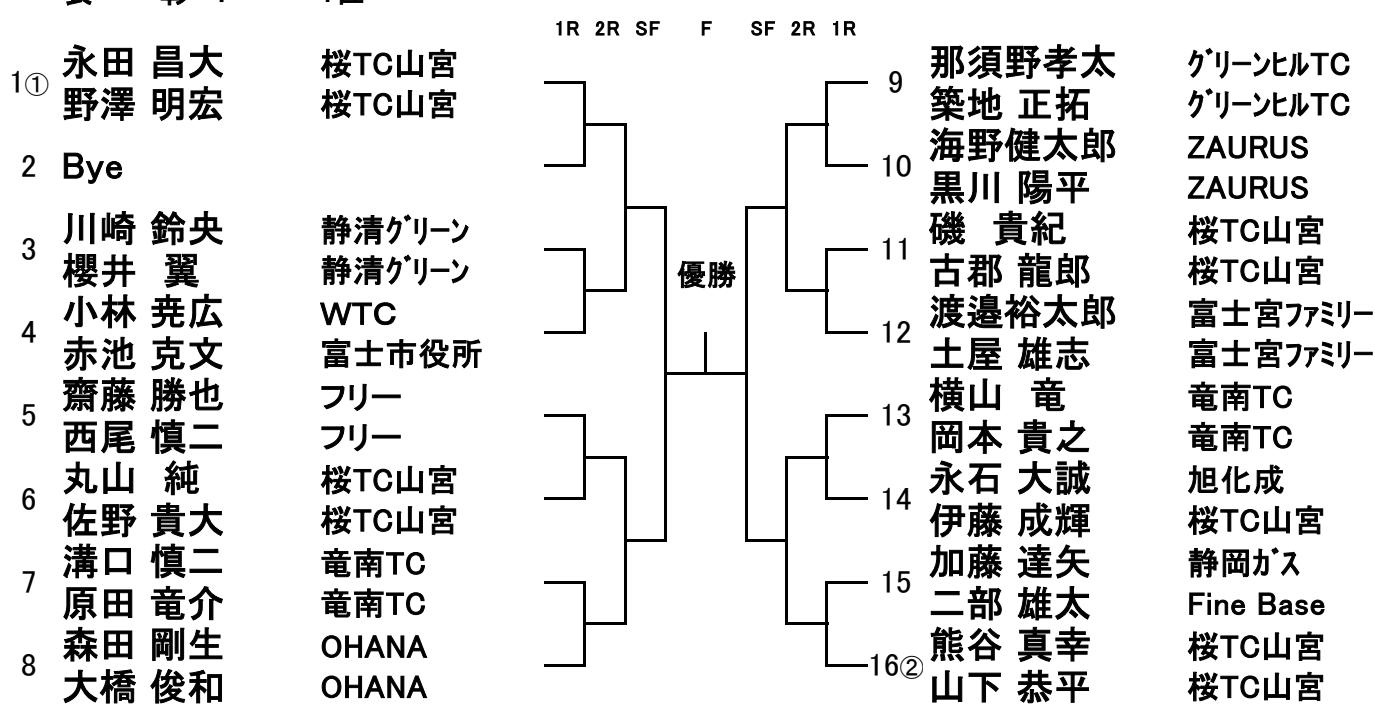 1R 2R SF F SF 2R 1R
1① 永田 昌大 桜TC山宮
野澤 明宏 桜TC山宮
2 Bye
3 川崎 鈴央 静清グリーン
櫻井 翼 静清グリーン
4 小林 尭広 WTC
赤池 克文 富士市役所
5 齋藤 勝也 フリー
西尾 慎二 フリー
6 丸山 純 桜TC山宮
佐野 貴大 桜TC山宮
7 溝口 慎二 竜南TC
原田 竜介 竜南TC
8 森田 剛生 OHANA
大橋 俊和 OHANA
優勝
9 那須野孝太 グリーンヒルTC
築地 正拓 グリーンヒルTC
10 海野健太郎 ZAURUS
黒川 陽平 ZAURUS
11 磯 貴紀 桜TC山宮
古郡 龍郎 桜TC山宮
12 渡邉裕太郎 富士宮ファミリー
土屋 雄志 富士宮ファミリー
13 横山 竜 竜南TC
岡本 貴之 竜南TC
14 永石 大誠 旭化成
伊藤 成輝 桜TC山宮
15 加藤 達矢 静岡ガス
二部 雄太 Fine Base
16② 熊谷 真幸 桜TC山宮
山下 恭平 桜TC山宮